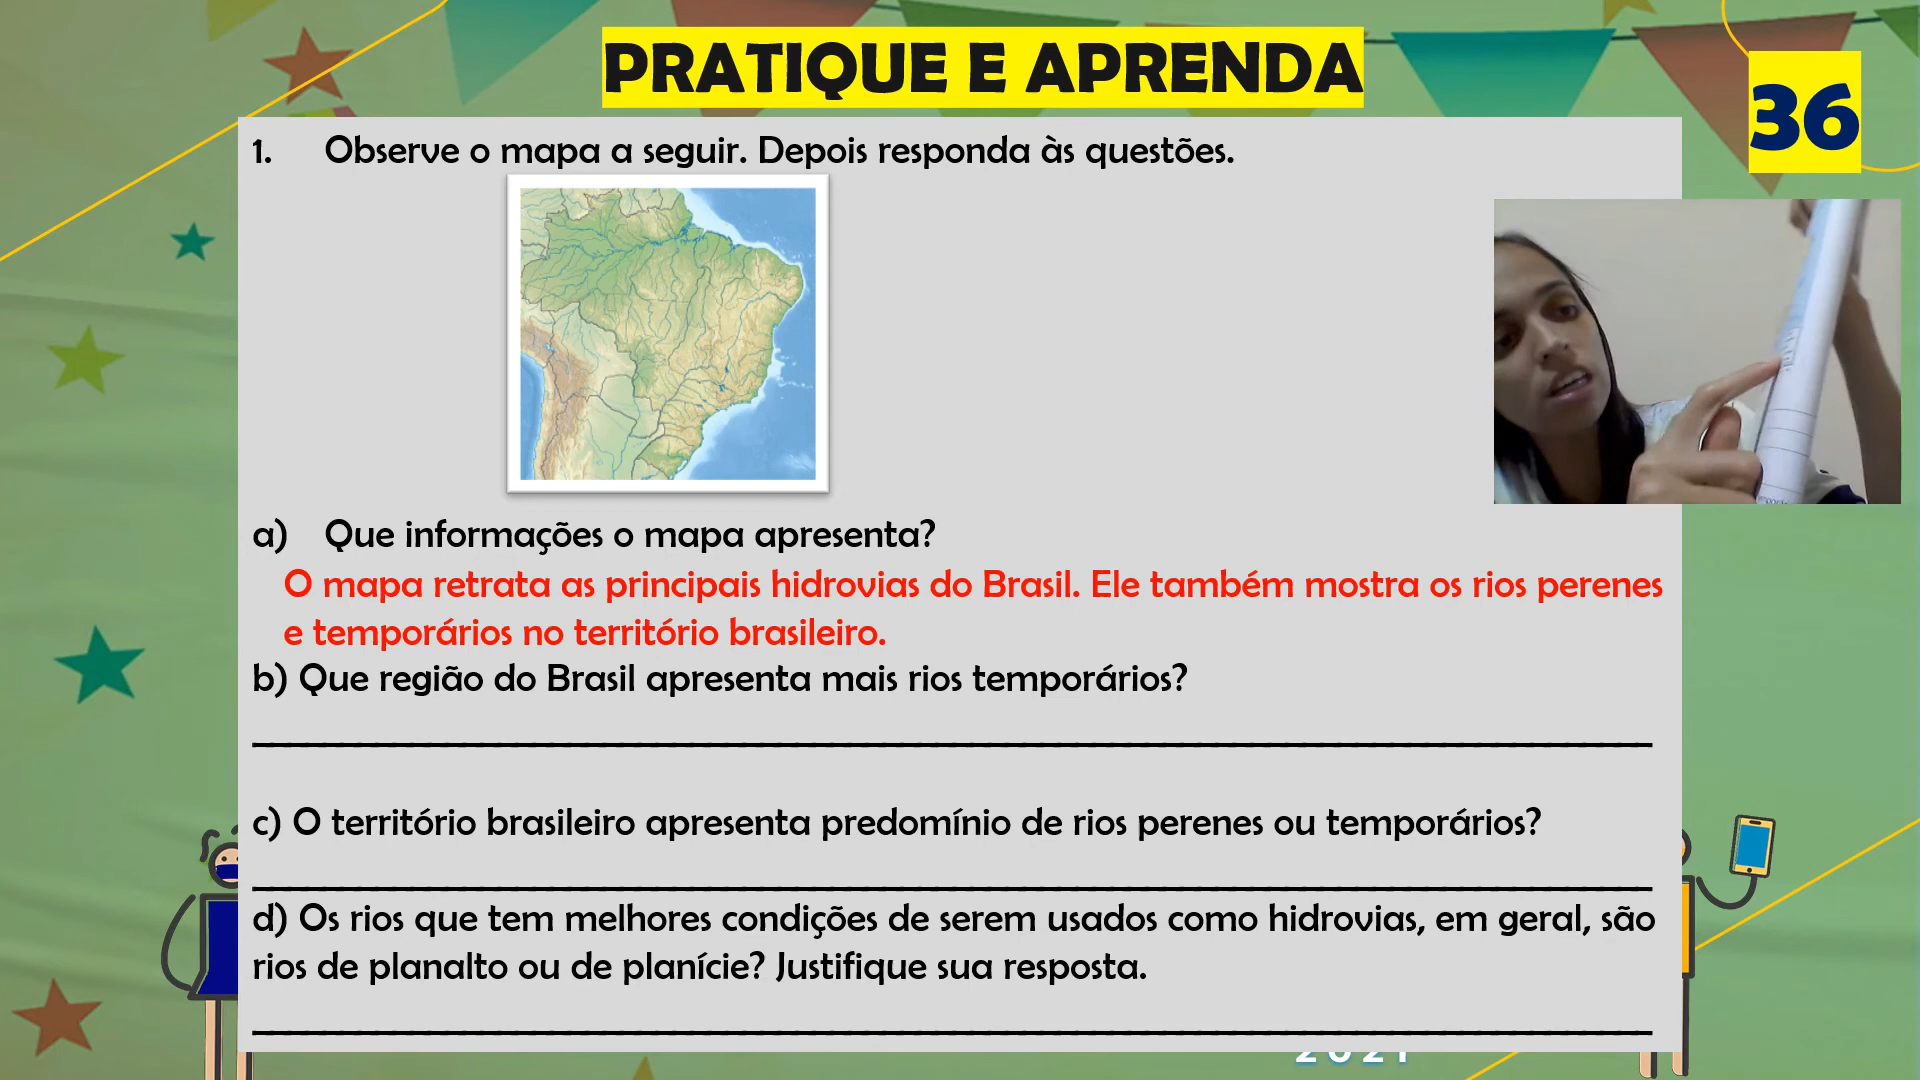 PRATIQUE E APRENDA
36
1. Observe o mapa a seguir. Depois responda às questões.
a) Que informações o mapa apresenta?
O mapa retrata as principais hidrovias do Brasil. Ele também mostra os rios perenes
e temporários no território brasileiro.
b) Que região do Brasil apresenta mais rios temporários?
c) O território brasileiro apresenta predomínio de rios perenes ou temporários?
d) Os rios que tem melhores condições de serem usados como hidrovias, em geral, são
rios de planalto ou de planície? Justifique sua resposta.
2021